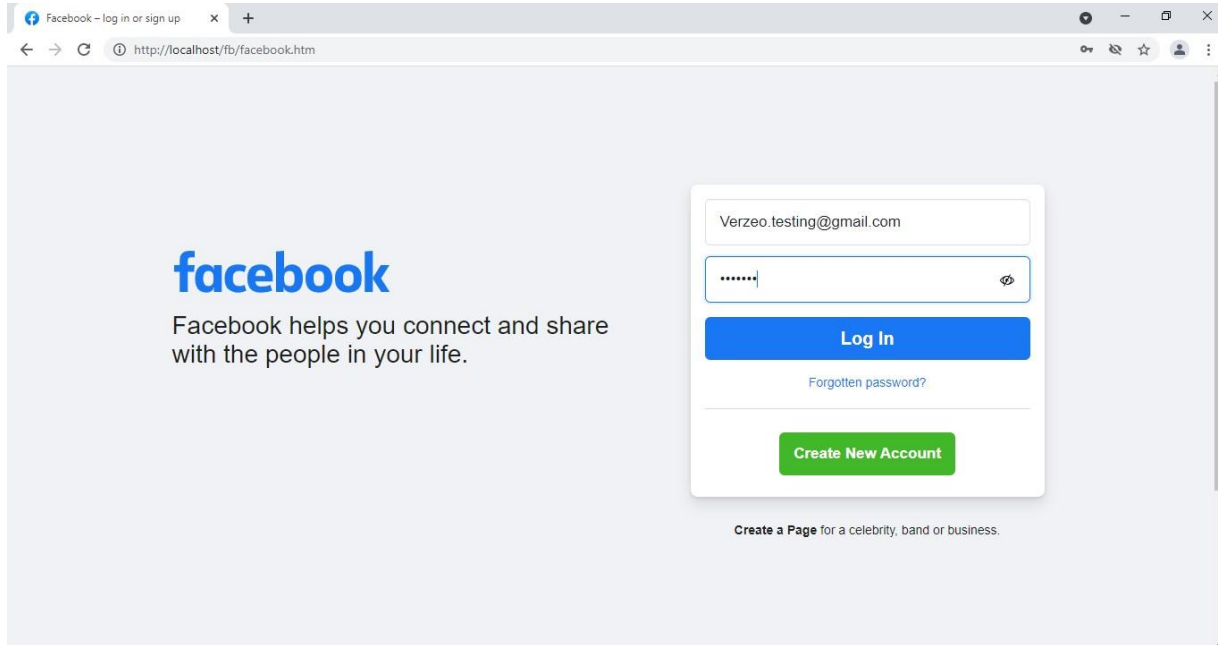 Facebook – log in or sign up
http://localhost/fb/facebook.htm
facebook
Facebook helps you connect and share
with the people in your life.
Verzeo.testing@gmail.com
•••••••
Log In
Forgotten password?
Create New Account
Create a Page for a celebrity, band or business.